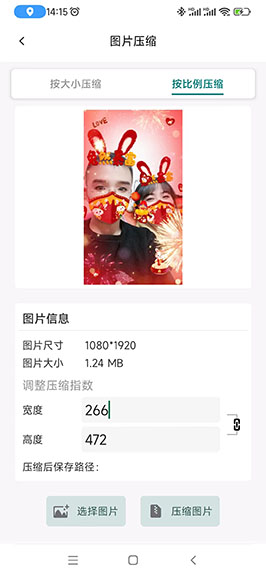 14:15
图片压缩
按大小压缩
按比例压缩
LOVE
图片信息
图片尺寸 1080*1920
图片大小 1.24 MB
调整压缩指数
宽度 266
高度 472
压缩后保存路径：
选择图片
压缩图片